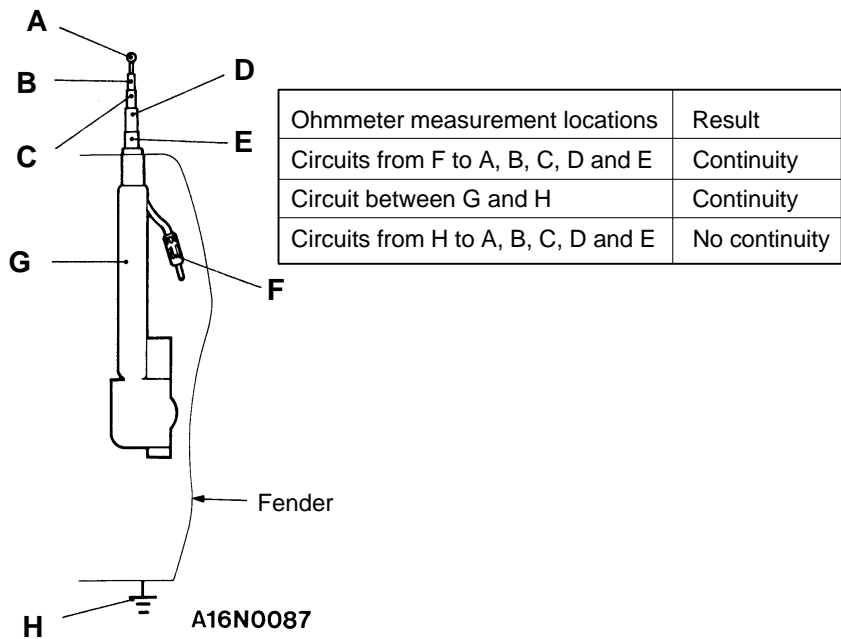 A
B
D
C
E
Ohmmeter measurement locations Result
Circuits from F to A, B, C, D and E Continuity
Circuit between G and H Continuity
Circuits from H to A, B, C, D and E No continuity
G
F
Fender
H
A16N0087